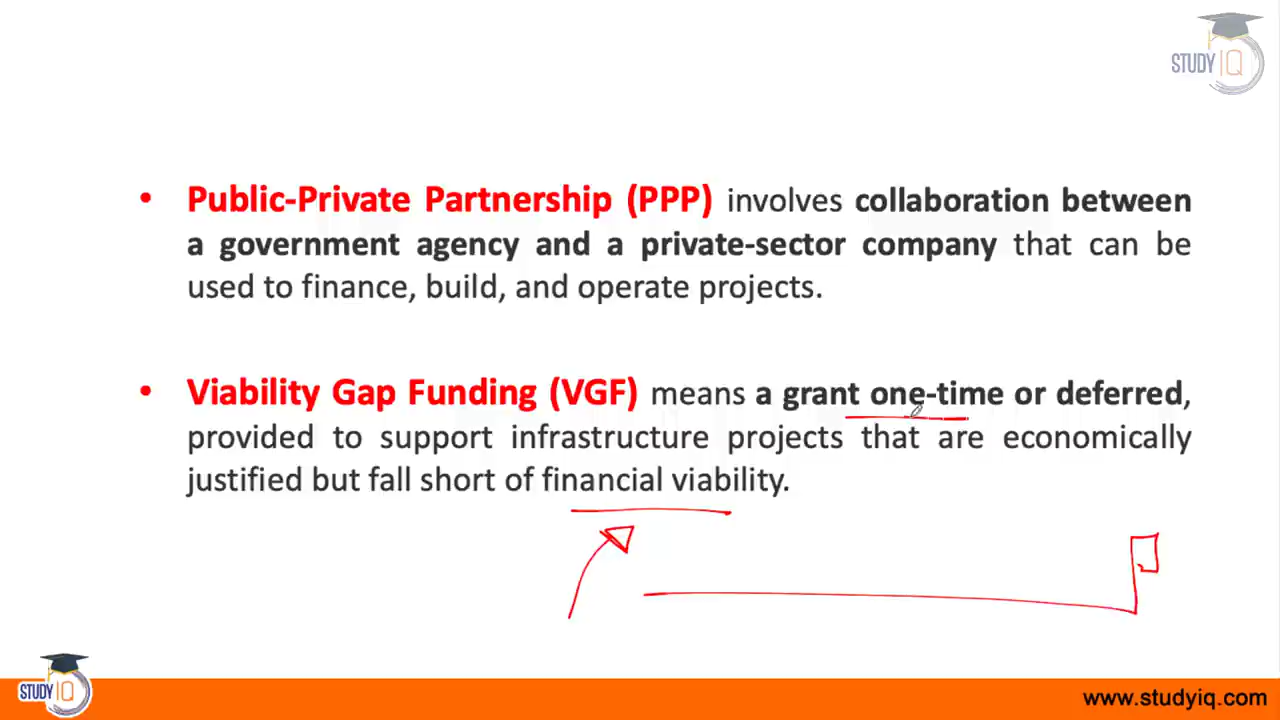 STUDY IQ
• Public-Private Partnership (PPP) involves collaboration between
a government agency and a private-sector company that can be
used to finance, build, and operate projects.
• Viability Gap Funding (VGF) means a grant one-time or deferred,
provided to support infrastructure projects that are economically
justified but fall short of financial viability.
STUDY IQ
www.studyiq.com